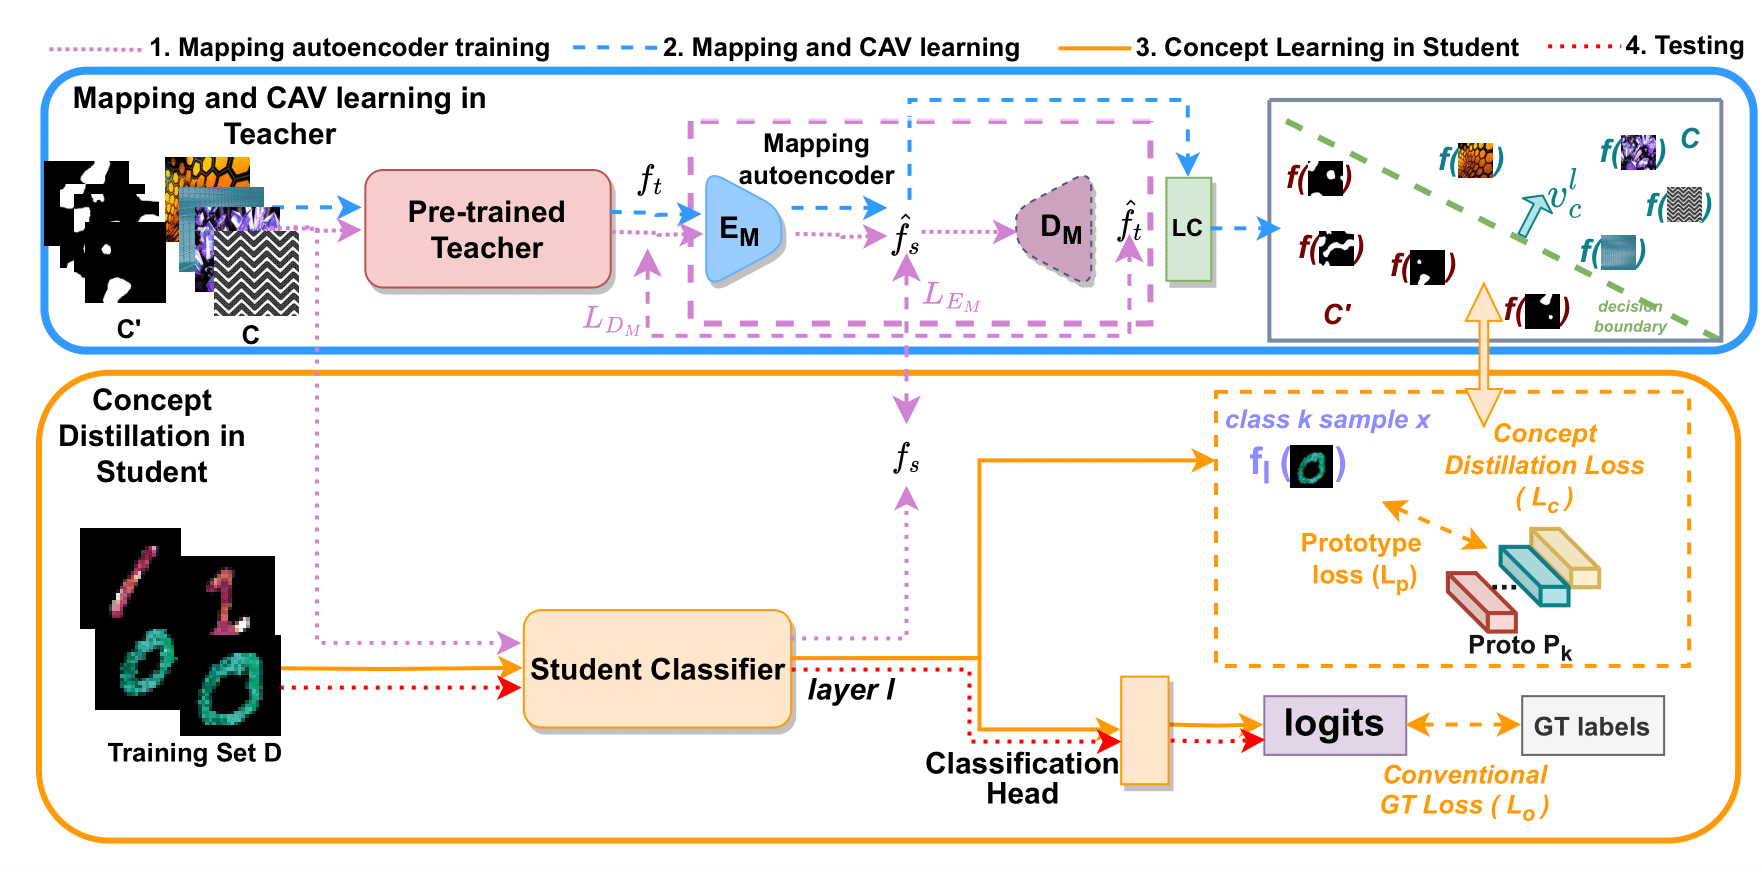 1. Mapping autoencoder training
2. Mapping and CAV learning
3. Concept Learning in Student
4. Testing
Mapping and CAV learning in
Teacher
C'
C
Pre-trained
Teacher
f_t
Mapping
autoencoder
E_M
\hat{f}_s
D_M
\hat{f}_t
L_{D_M}
L_{E_M}
LC
f( )
f( )
f( )
C
f( )
v_c^l
f( )
f( )
f( )
f( )
C'
decision
boundary
Concept
Distillation in
Student
Training Set D
Student Classifier
layer l
f_s
Classification
Head
class k sample x
f_l ( )
Concept
Distillation Loss
( L_c )
Prototype
loss (L_p)
Proto P_k
logits
GT labels
Conventional
GT Loss ( L_o )